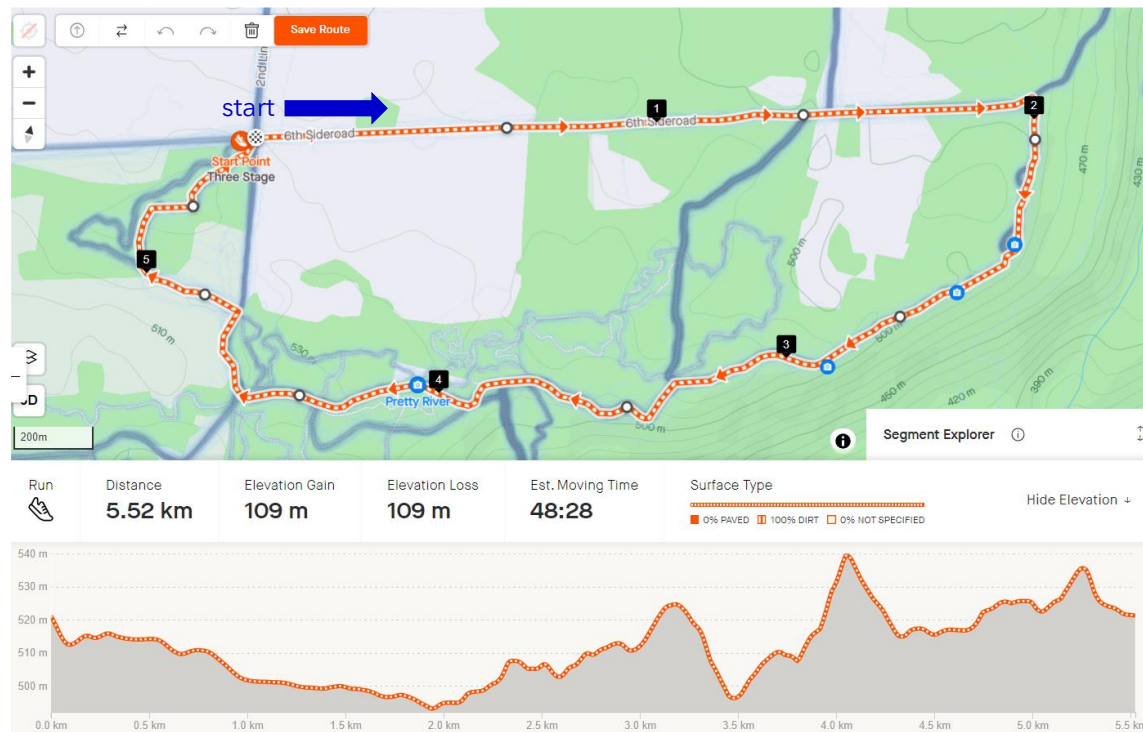 Save Route
2nd Lin
start
1
2
6th Sideroad
6th Sideroad
Start Point
Three Stage
470 m
430 m
5
500 m
510 m
530 m
3
500 m
4
Pretty River
500 m
450 m
420 m
390 m
200m
Segment Explorer
Run
Distance
Elevation Gain
Elevation Loss
Est. Moving Time
Surface Type
5.52 km
109 m
109 m
48:28
0% PAVED 100% DIRT 0% NOT SPECIFIED
Hide Elevation
540 m
530 m
520 m
510 m
500 m
0.0 km 0.5 km 1.0 km 1.5 km 2.0 km 2.5 km 3.0 km 3.5 km 4.0 km 4.5 km 5.0 km 5.5 km